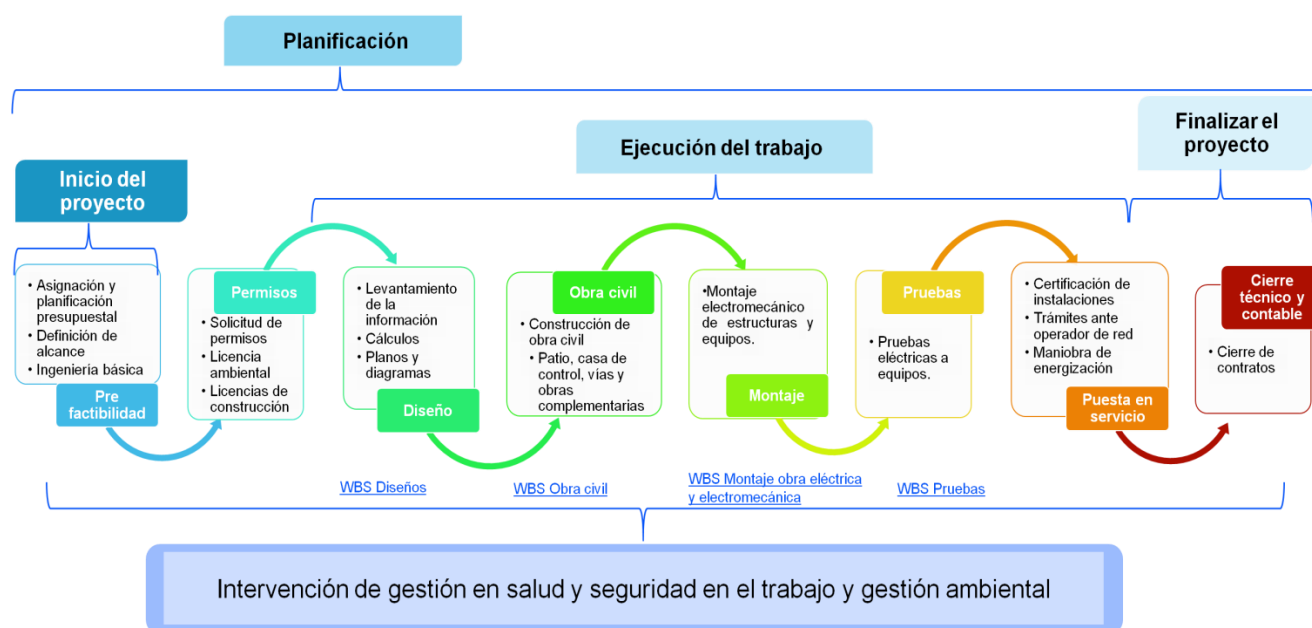 Planificación
Inicio del
proyecto
Ejecución del trabajo
Finalizar el
proyecto
• Asignación y
planificación
presupuestal
• Definición de
alcance
• Ingeniería básica
Pre
factibilidad
Permisos
• Solicitud de
permisos
• Licencia
ambiental
• Licencias de
construcción
• Levantamiento
de la
información
• Cálculos
• Planos y
diagramas
Diseño
Obra civil
• Construcción de
obra civil
• Patio, casa de
control, vías y
obras
complementarias
•Montaje
electromecánico
de estructuras y
equipos.
Montaje
Pruebas
• Pruebas
eléctricas a
equipos.
• Certificación de
instalaciones
• Trámites ante
operador de red
• Maniobra de
energización
Puesta en
servicio
Cierre
técnico y
contable
• Cierre de
contratos
WBS Diseños
WBS Obra civil
WBS Montaje obra eléctrica
y electromecánica
WBS Pruebas
Intervención de gestión en salud y seguridad en el trabajo y gestión ambiental